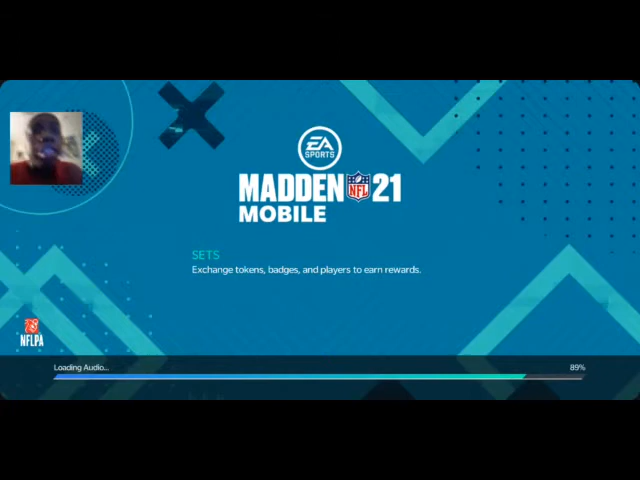 EA
SPORTS
MADDEN NFL 21
MOBILE
SETS
Exchange tokens, badges, and players to earn rewards.
NFLPA
Loading Audio... 89%